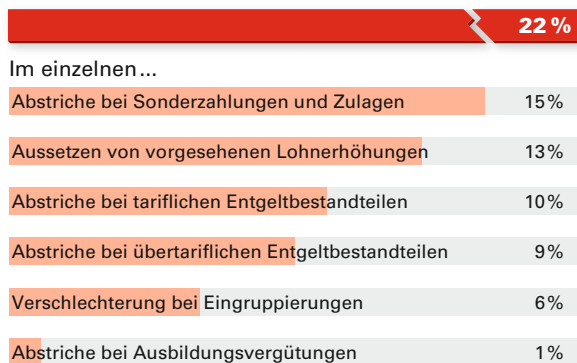 22 %
Im einzelnen...
Abstriche bei Sonderzahlungen und Zulagen 15%
Aussetzen von vorgesehenen Lohnerhöhungen 13%
Abstriche bei tariflichen Entgeltbestandteilen 10%
Abstriche bei übertariflichen Entgeltbestandteilen 9%
Verschlechterung bei Eingruppierungen 6%
Abstriche bei Ausbildungsvergütungen 1%